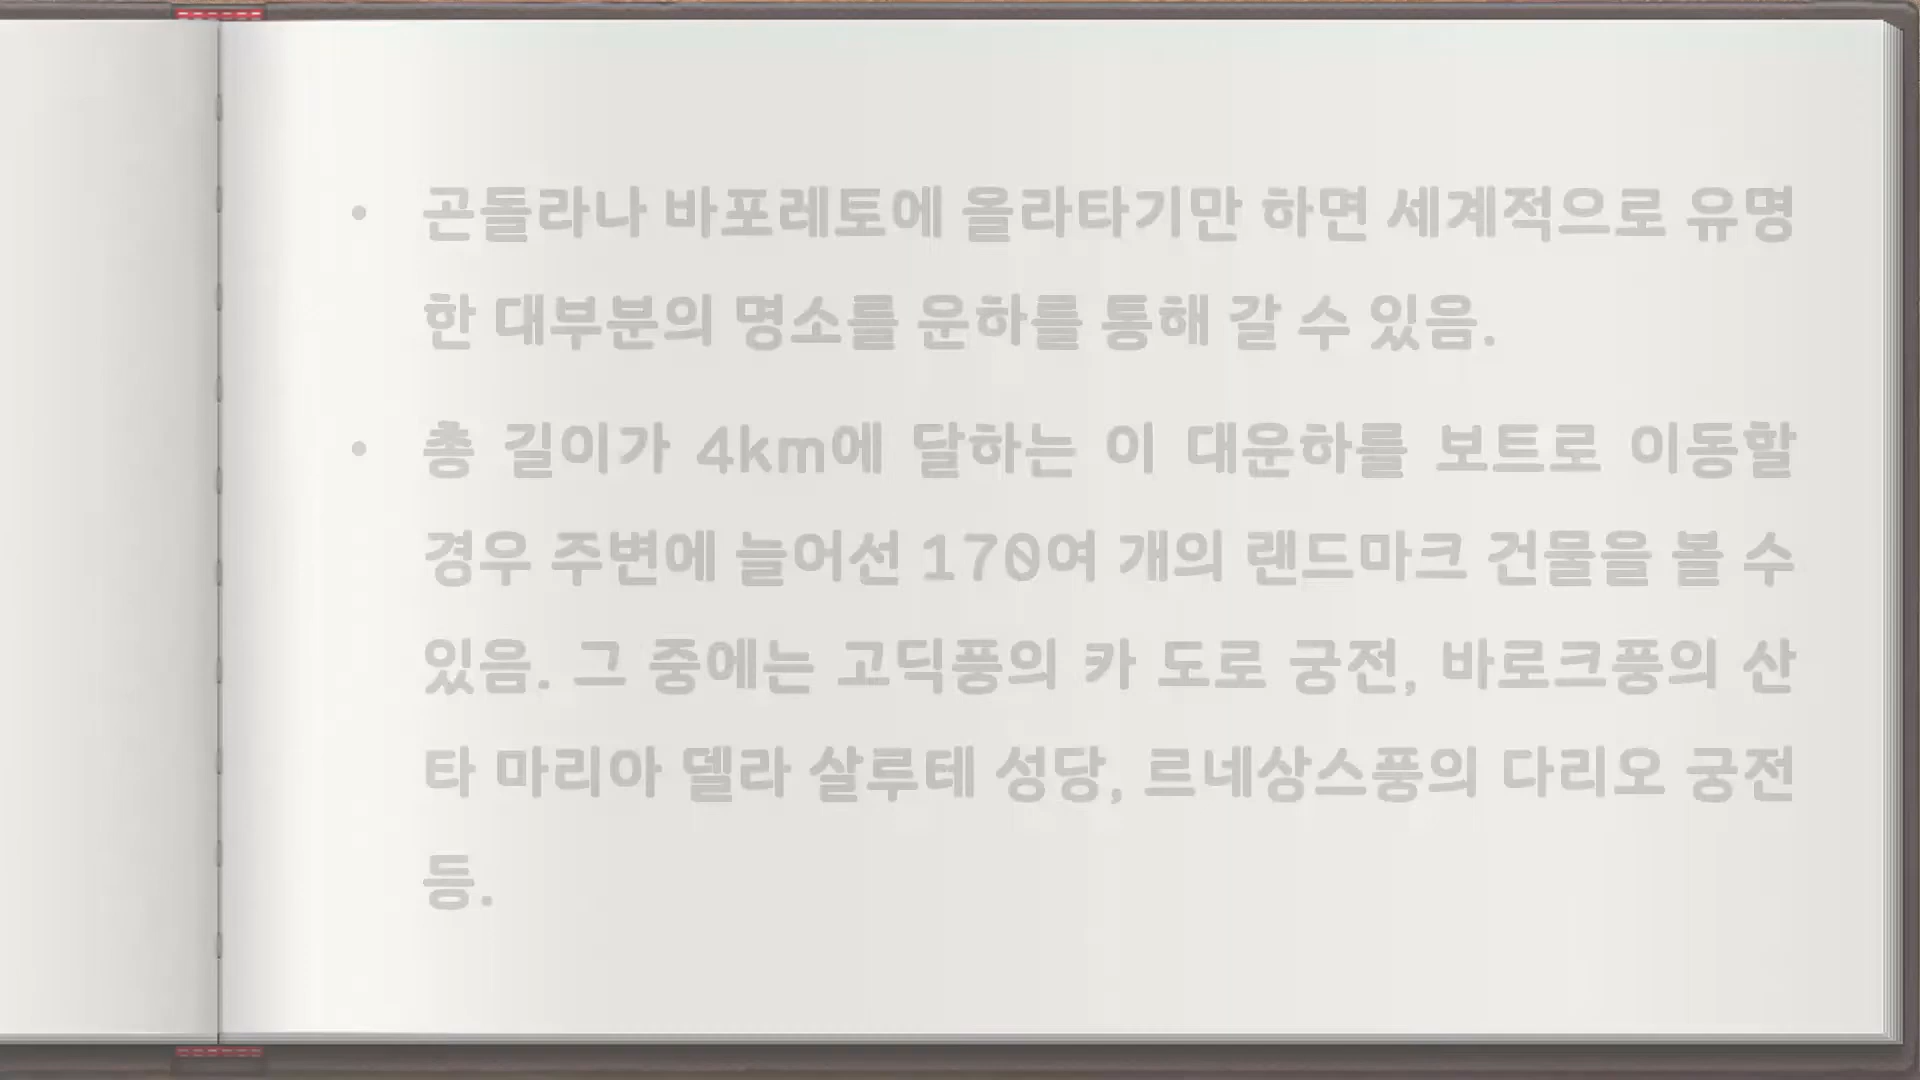 • 곤돌라나 바포레토에 올라타기만 하면 세계적으로 유명
한 대부분의 명소를 운하를 통해 갈 수 있음.
• 총 길이가 4km에 달하는 이 대운하를 보트로 이동할
경우 주변에 늘어선 170여 개의 랜드마크 건물을 볼 수
있음. 그 중에는 고딕풍의 카 도로 궁전, 바로크풍의 산
타 마리아 델라 살루테 성당, 르네상스풍의 다리오 궁전
등.